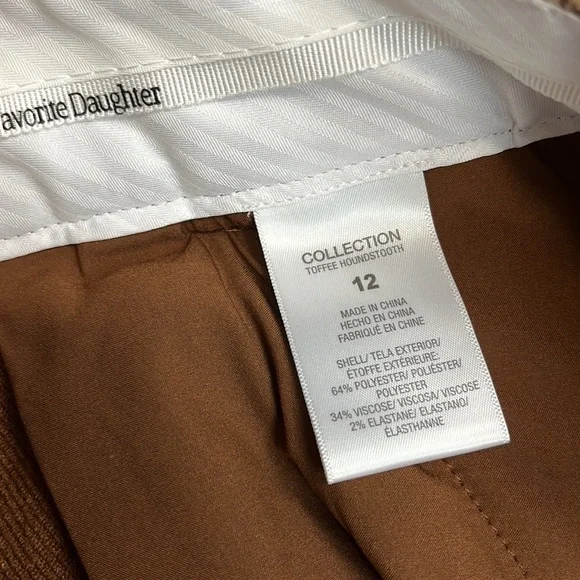 avorite Daughter
COLLECTION
TOFFEE HOUNDSTOOTH
12
MADE IN CHINA
HECHO EN CHINA
FABRIQUÉ EN CHINE
SHELL/ TELA EXTERIOR/
ÉTOFFE EXTÉRIEURE:
64% POLYESTER/ POLIÉSTER/
POLYESTER
34% VISCOSE/ VISCOSA/ VISCOSE
2% ELASTANE/ ELASTANO/
ÉLASTHANNE